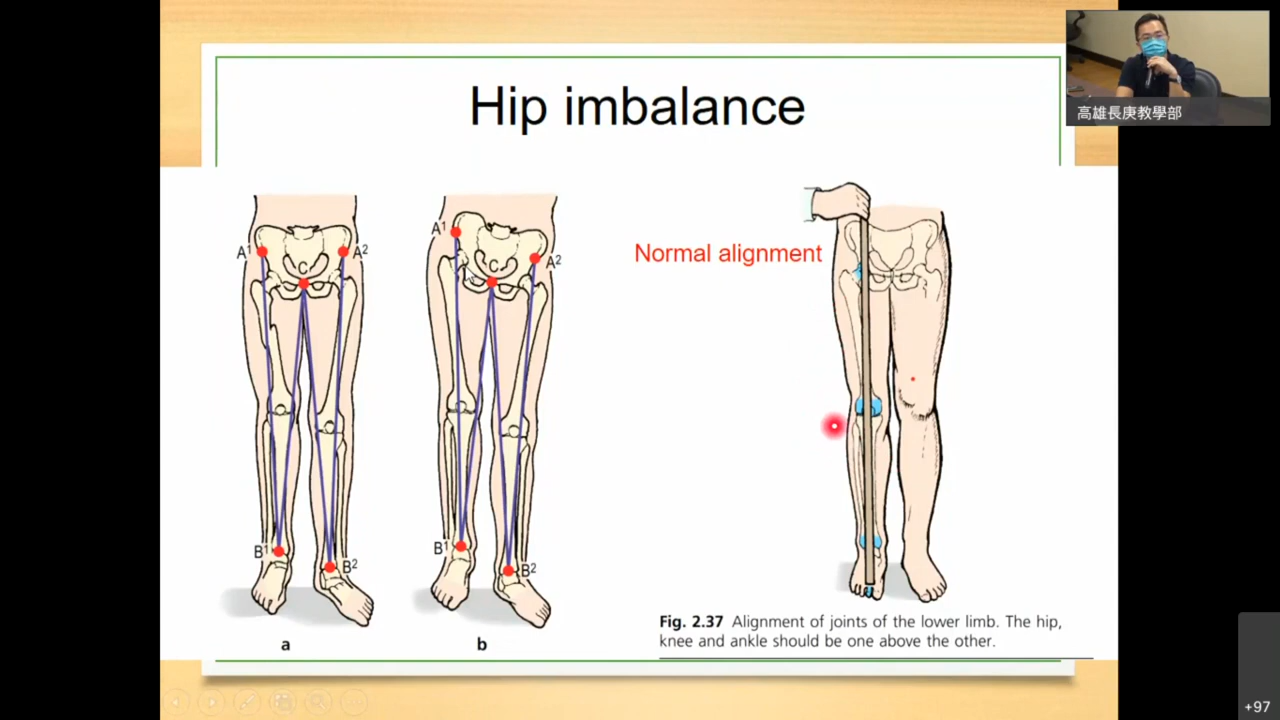 Hip imbalance
高雄長庚教學部
A¹
A²
C
B¹
B²
a
A¹
A²
C
B¹
B²
b
Normal alignment
Fig. 2.37 Alignment of joints of the lower limb. The hip,
knee and ankle should be one above the other.
+97